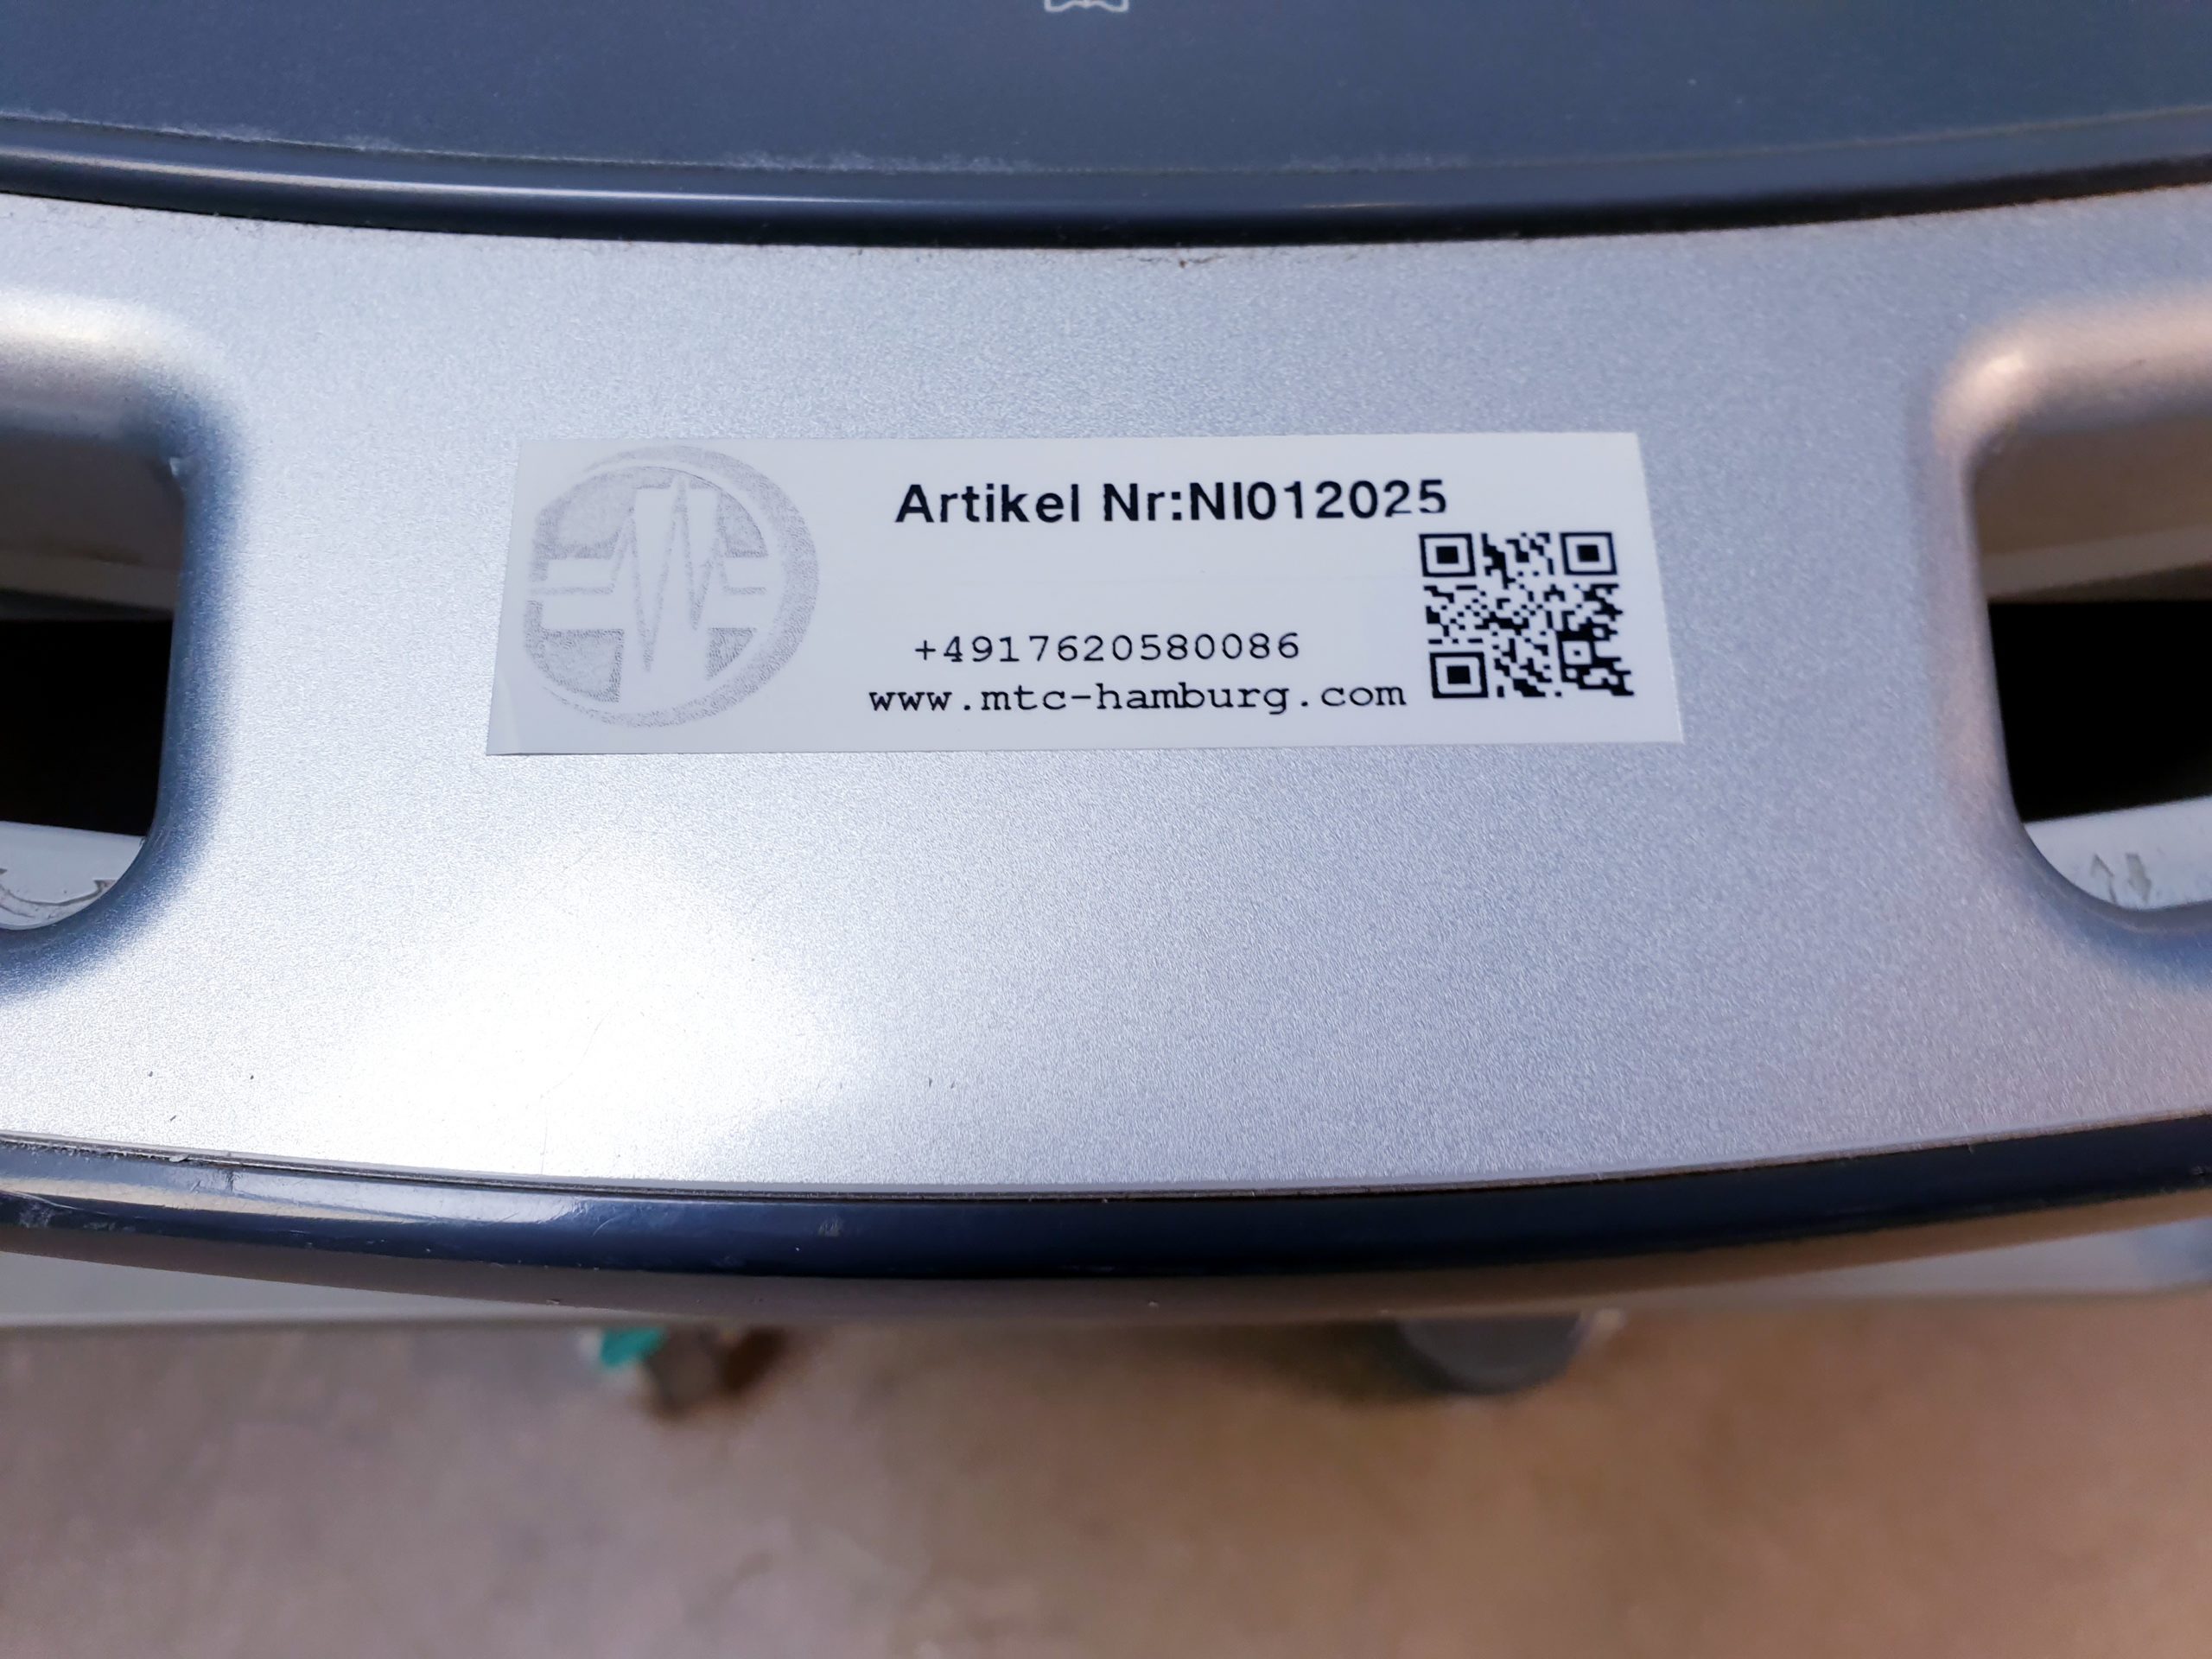 Artikel Nr:NI012025
+4917620580086
www.mtc-hamburg.com